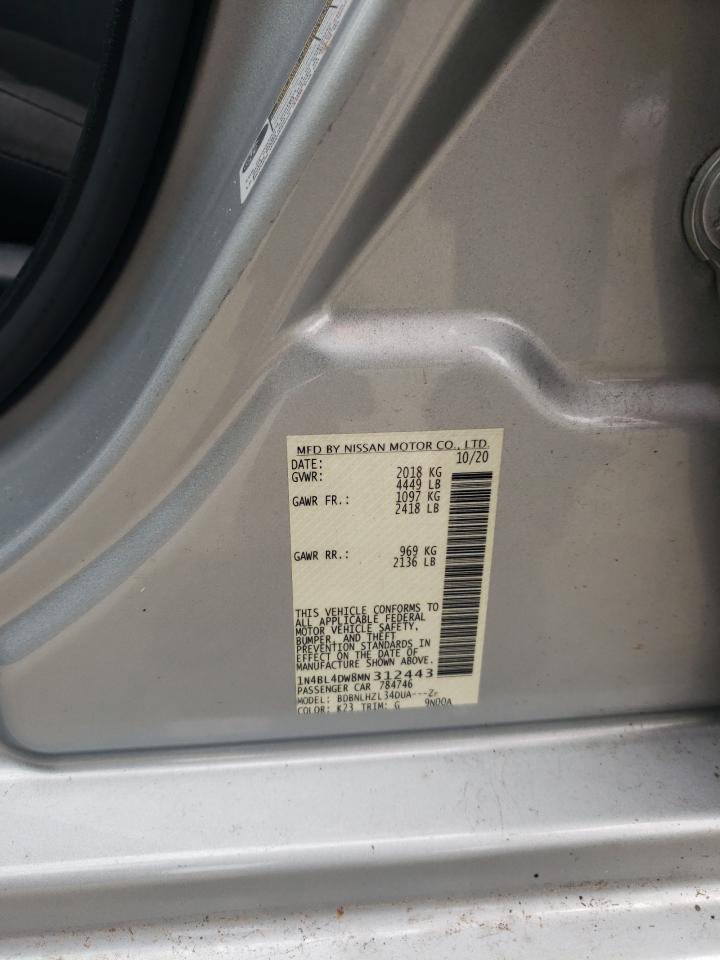 MFD BY NISSAN MOTOR CO., LTD.
DATE: 10/20
GVWR: 2018 KG
4449 LB
GAWR FR.: 1097 KG
2418 LB
GAWR RR.: 969 KG
2136 LB
THIS VEHICLE CONFORMS TO
ALL APPLICABLE FEDERAL
MOTOR VEHICLE SAFETY,
BUMPER, AND THEFT
PREVENTION STANDARDS IN
EFFECT ON THE DATE OF
MANUFACTURE SHOWN ABOVE.
1N4BL4DW8MN312443
PASSENGER CAR 784746
MODEL: BDBNLHZL34DUA---Z
COLOR: K23 TRIM: G 9N00A